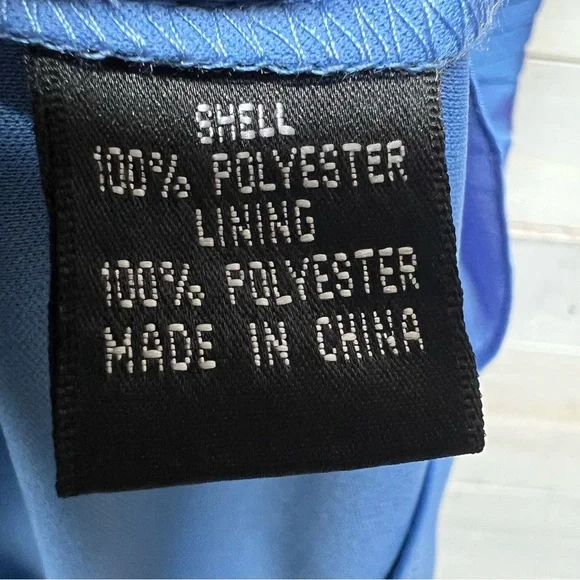 SHELL
100% POLYESTER
LINING
100% POLYESTER
MADE IN CHINA